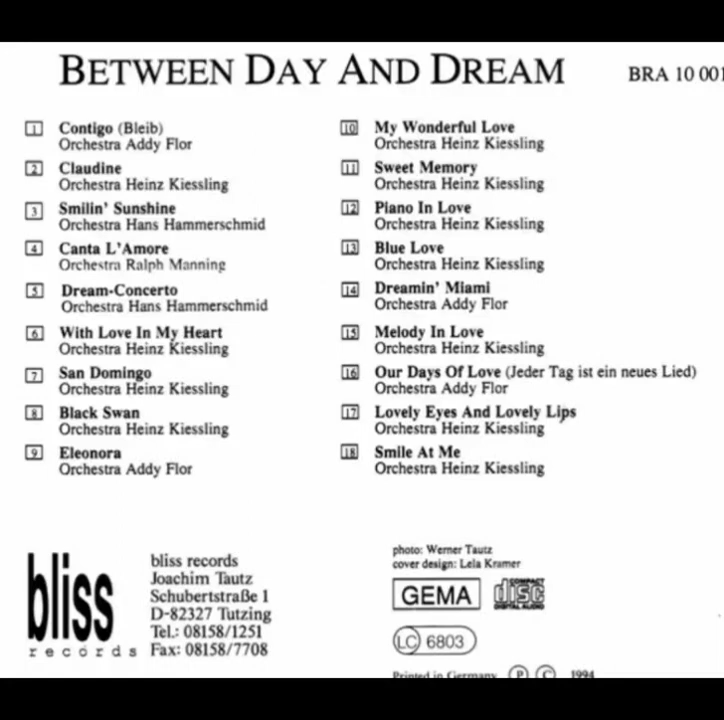 BETWEEN DAY AND DREAM
BRA 10 001
1 Contigo (Bleib)
Orchestra Addy Flor
2 Claudine
Orchestra Heinz Kiessling
3 Smilin' Sunshine
Orchestra Hans Hammerschmid
4 Canta L'Amore
Orchestra Ralph Manning
5 Dream-Concerto
Orchestra Hans Hammerschmid
6 With Love In My Heart
Orchestra Heinz Kiessling
7 San Domingo
Orchestra Heinz Kiessling
8 Black Swan
Orchestra Heinz Kiessling
9 Eleonora
Orchestra Addy Flor
10 My Wonderful Love
Orchestra Heinz Kiessling
11 Sweet Memory
Orchestra Heinz Kiessling
12 Piano In Love
Orchestra Heinz Kiessling
13 Blue Love
Orchestra Heinz Kiessling
14 Dreamin' Miami
Orchestra Addy Flor
15 Melody In Love
Orchestra Heinz Kiessling
16 Our Days Of Love (Jeder Tag ist ein neues Lied)
Orchestra Addy Flor
17 Lovely Eyes And Lovely Lips
Orchestra Heinz Kiessling
18 Smile At Me
Orchestra Heinz Kiessling
bliss
records
bliss records
Joachim Tautz
Schubertstraße 1
D-82327 Tutzing
Tel.: 08158/1251
Fax: 08158/7708
photo: Werner Tautz
cover design: Lela Kramer
GEMA
COMPACT
disc
DIGITAL AUDIO
LC 6803
Printed in Germany Ⓟ © 1994